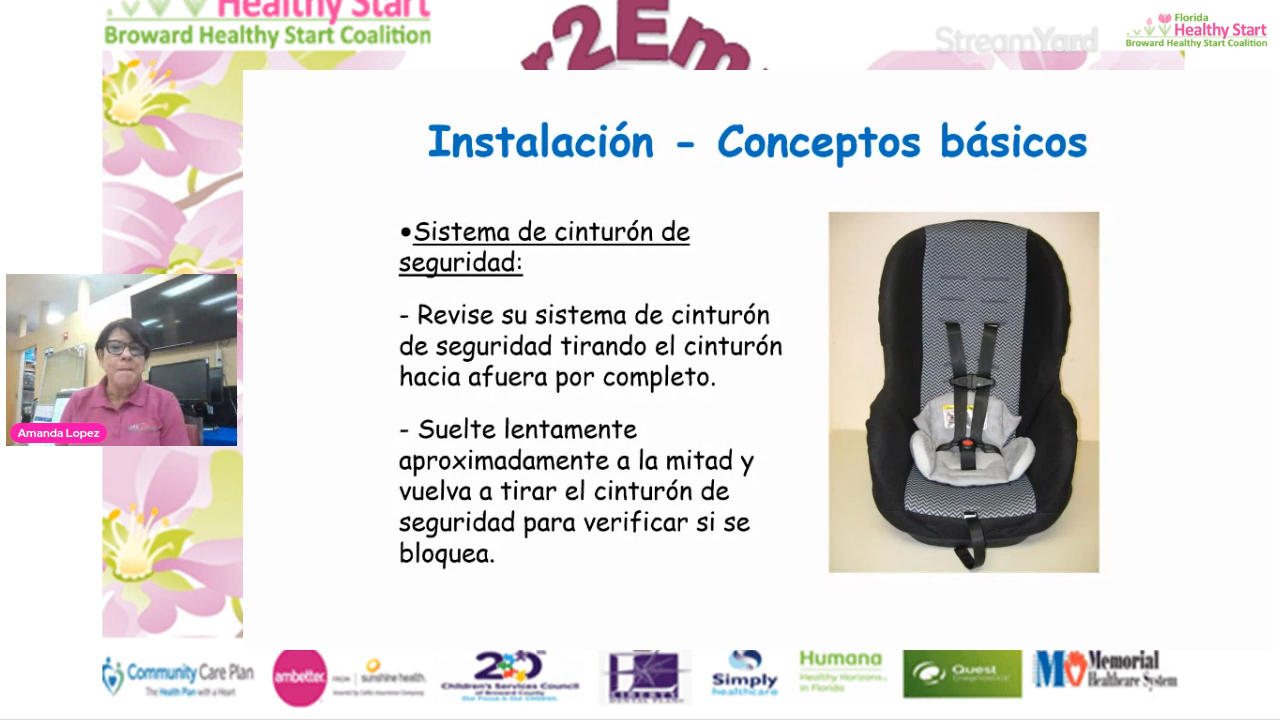 Healthy Start
Broward Healthy Start Coalition
r2Em
StreamYard
Florida
Healthy Start
Broward Healthy Start Coalition
Instalación - Conceptos básicos
•Sistema de cinturón de
seguridad:
- Revise su sistema de cinturón
de seguridad tirando el cinturón
hacia afuera por completo.
- Suelte lentamente
aproximadamente a la mitad y
vuelva a tirar el cinturón de
seguridad para verificar si se
bloquea.
Amanda Lopez
Community Care Plan
The Health Plan with a Heart
ambetter.
FROM
sunshine health.
20
Children's Services Council
of Broward County
Our Focus is Our Children.
Simply
healthcare
Humana
Healthy Horizons
in Florida
Quest
Diagnostics
Memorial
Healthcare System